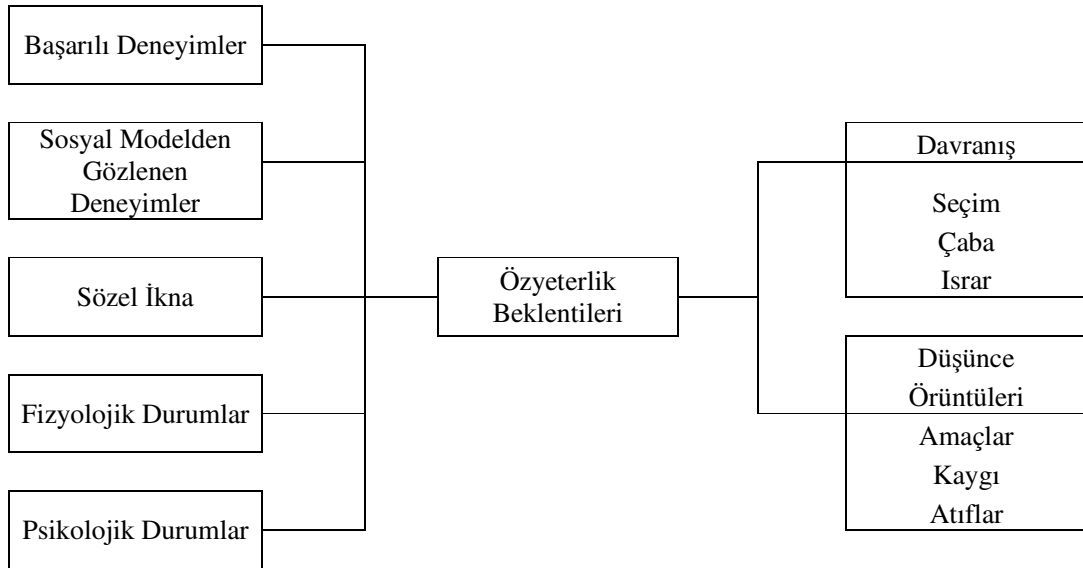 Başarılı Deneyimler
Sosyal Modelden
Gözlenen
Deneyimler
Sözel İkna
Fizyolojik Durumlar
Psikolojik Durumlar
Özyeterlik
Beklentileri
Davranış
Seçim
Çaba
Israr
Düşünce
Örüntüleri
Amaçlar
Kaygı
Atıflar